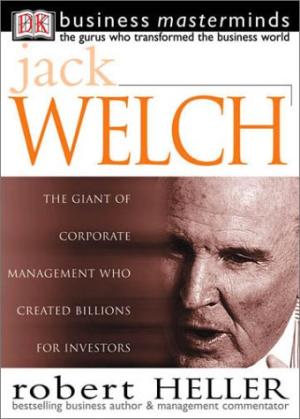 DK
business masterminds
the gurus who transformed the business world
jack
WELCH
THE GIANT OF
CORPORATE
MANAGEMENT WHO
CREATED BILLIONS
FOR INVESTORS
robert HELLER
bestselling business author & management commentator